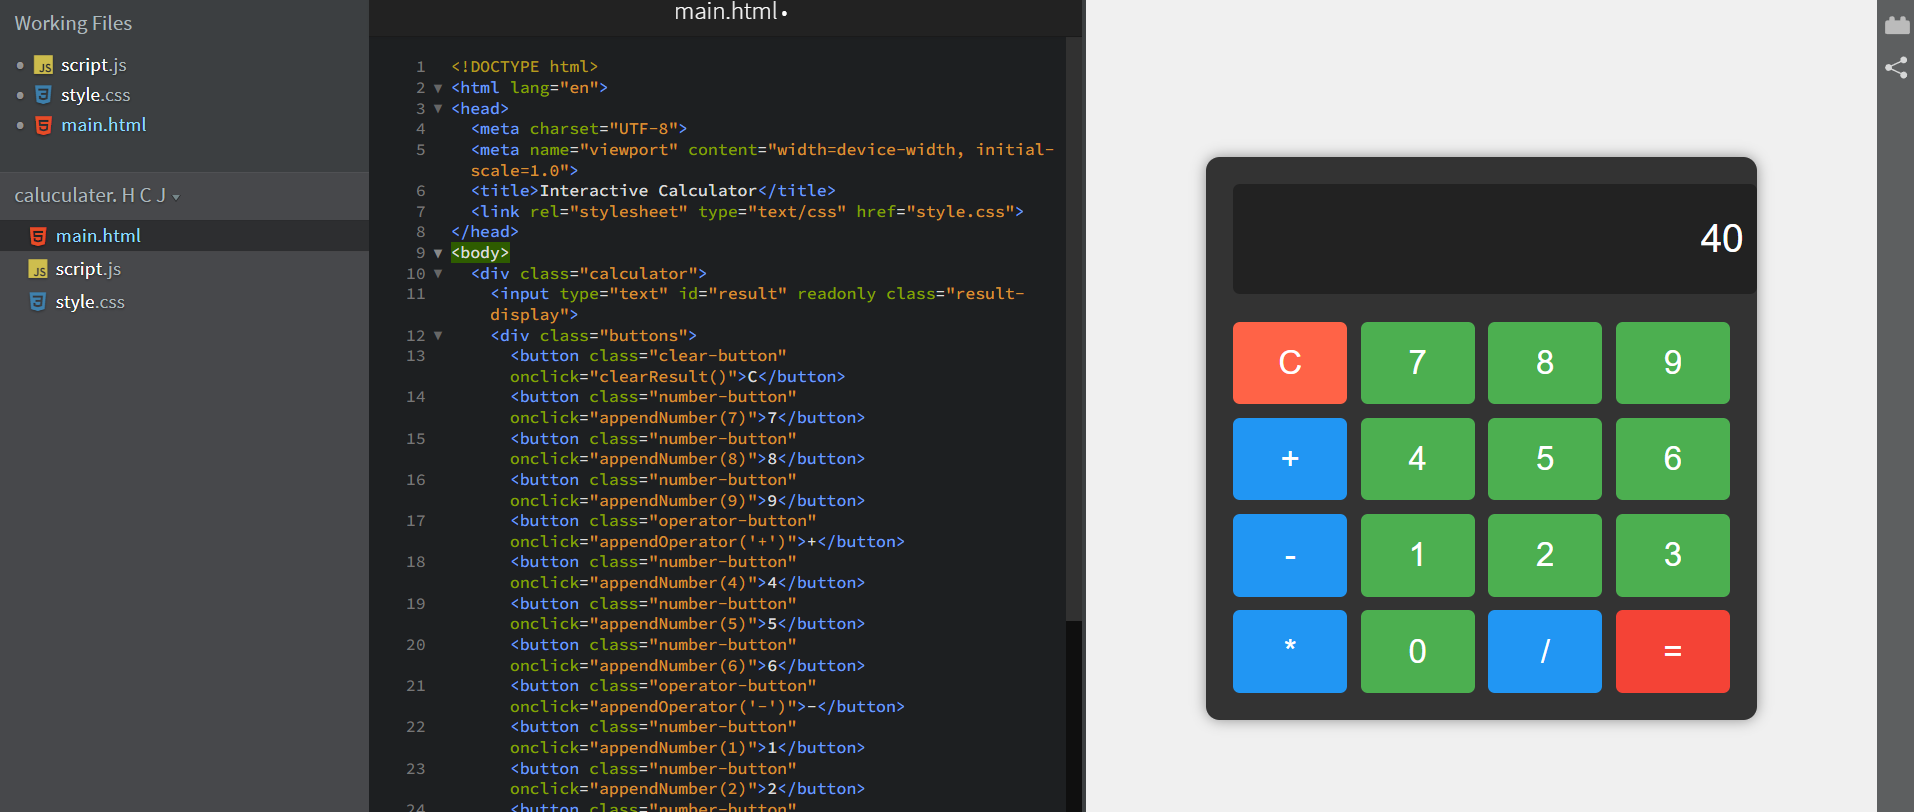 Working Files
script.js
style.css
main.html
caluculater. H C J
main.html
script.js
style.css
main.html •
1 <!DOCTYPE html>
2 <html lang="en">
3 <head>
4 <meta charset="UTF-8">
5 <meta name="viewport" content="width=device-width, initial-
scale=1.0">
6 <title>Interactive Calculator</title>
7 <link rel="stylesheet" type="text/css" href="style.css">
8 </head>
9 <body>
10 <div class="calculator">
11 <input type="text" id="result" readonly class="result-
display">
12 <div class="buttons">
13 <button class="clear-button"
onclick="clearResult()">C</button>
14 <button class="number-button"
onclick="appendNumber(7)">7</button>
15 <button class="number-button"
onclick="appendNumber(8)">8</button>
16 <button class="number-button"
onclick="appendNumber(9)">9</button>
17 <button class="operator-button"
onclick="appendOperator('+')">+</button>
18 <button class="number-button"
onclick="appendNumber(4)">4</button>
19 <button class="number-button"
onclick="appendNumber(5)">5</button>
20 <button class="number-button"
onclick="appendNumber(6)">6</button>
21 <button class="operator-button"
onclick="appendOperator('-')">-</button>
22 <button class="number-button"
onclick="appendNumber(1)">1</button>
23 <button class="number-button"
onclick="appendNumber(2)">2</button>
24 <button class="number-button"
40
C 7 8 9
+ 4 5 6
- 1 2 3
* 0 / =